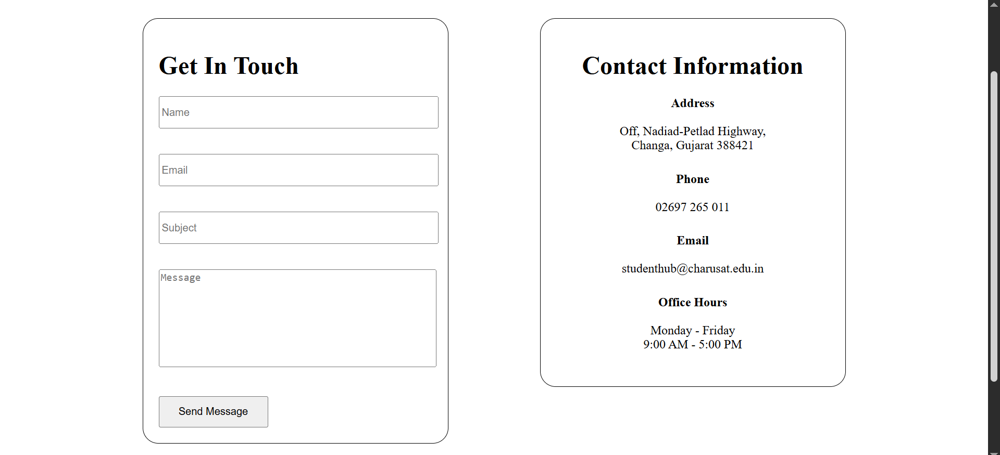 Get In Touch
Name
Email
Subject
Message
Send Message
Contact Information
Address
Off, Nadiad-Petlad Highway,
Changa, Gujarat 388421
Phone
02697 265 011
Email
studenthub@charusat.edu.in
Office Hours
Monday - Friday
9:00 AM - 5:00 PM